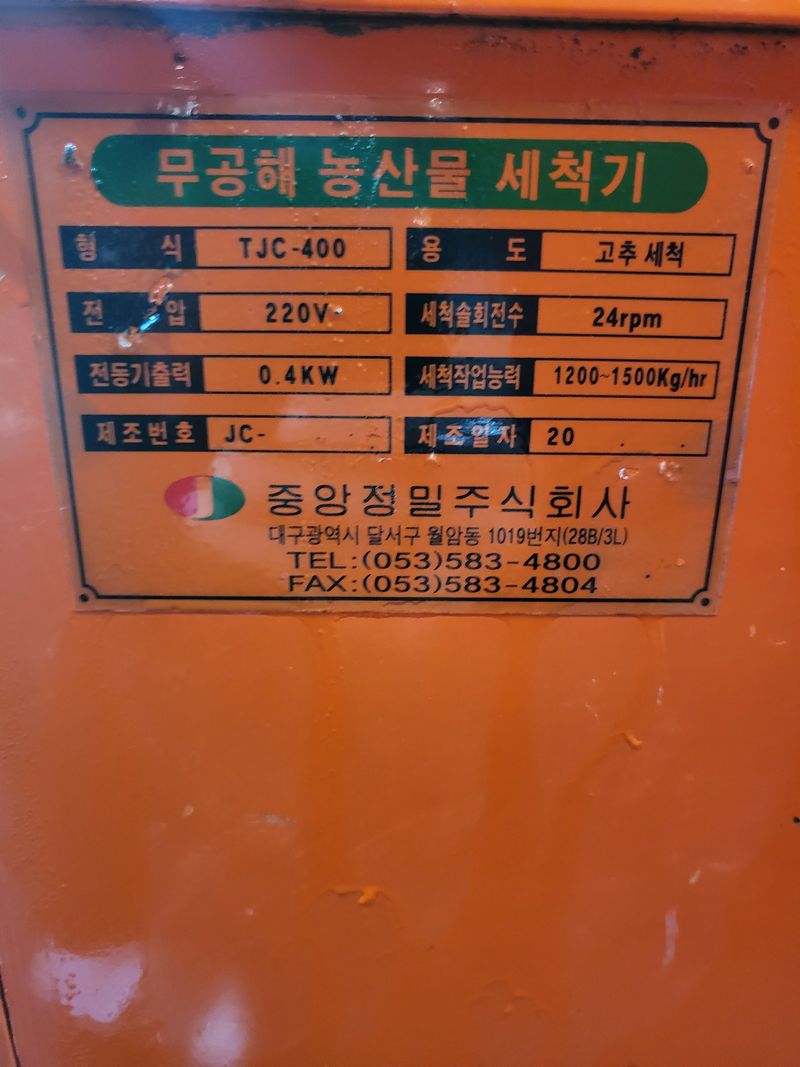 무공해 농산물 세척기
형 식 TJC-400 용 도 고추 세척
전 압 220V 세척솔회전수 24rpm
전동기출력 0.4KW 세척작업능력 1200~1500Kg/hr
제조번호 JC- 제조일자 20 . .
중앙정밀주식회사
대구광역시 달서구 월암동 1019번지(28B/3L)
TEL:(053)583-4800
FAX:(053)583-4804